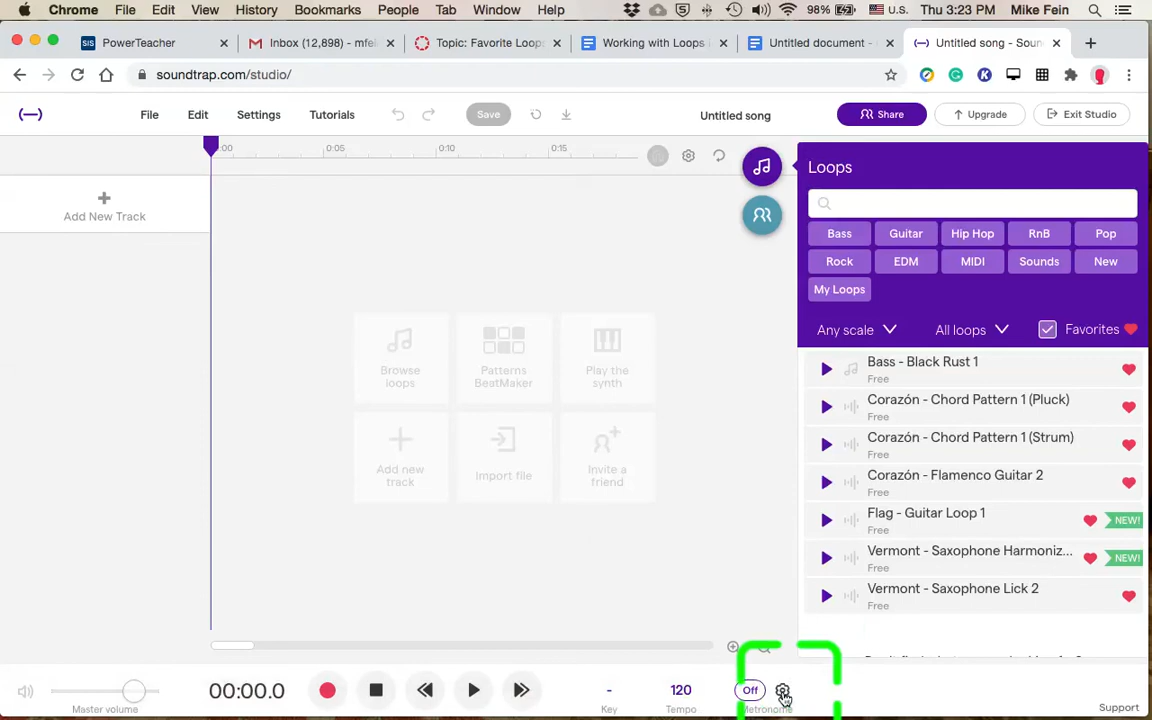 Chrome File Edit View History Bookmarks People Tab Window Help 98% U.S. Thu 3:23 PM Mike Fein
SIS PowerTeacher Inbox (12,898) - mfei Topic: Favorite Loop Working with Loops Untitled document - Untitled song - Soun
soundtrap.com/studio/
File Edit Settings Tutorials Save Untitled song Share Upgrade Exit Studio
:00 0:05 0:10 0:15
Add New Track
Loops
Bass Guitar Hip Hop RnB Pop
Rock EDM MIDI Sounds New
My Loops
Any scale All loops Favorites
Browse loops
Patterns BeatMaker
Play the synth
Add new track
Import file
Invite a friend
Bass - Black Rust 1
Free
Corazón - Chord Pattern 1 (Pluck)
Free
Corazón - Chord Pattern 1 (Strum)
Free
Corazón - Flamenco Guitar 2
Free
Flag - Guitar Loop 1
Free
NEW!
Vermont - Saxophone Harmoniz...
Free
NEW!
Vermont - Saxophone Lick 2
Free
Master volume
00:00.0
-
Key
120
Tempo
Off
Metronome
Support